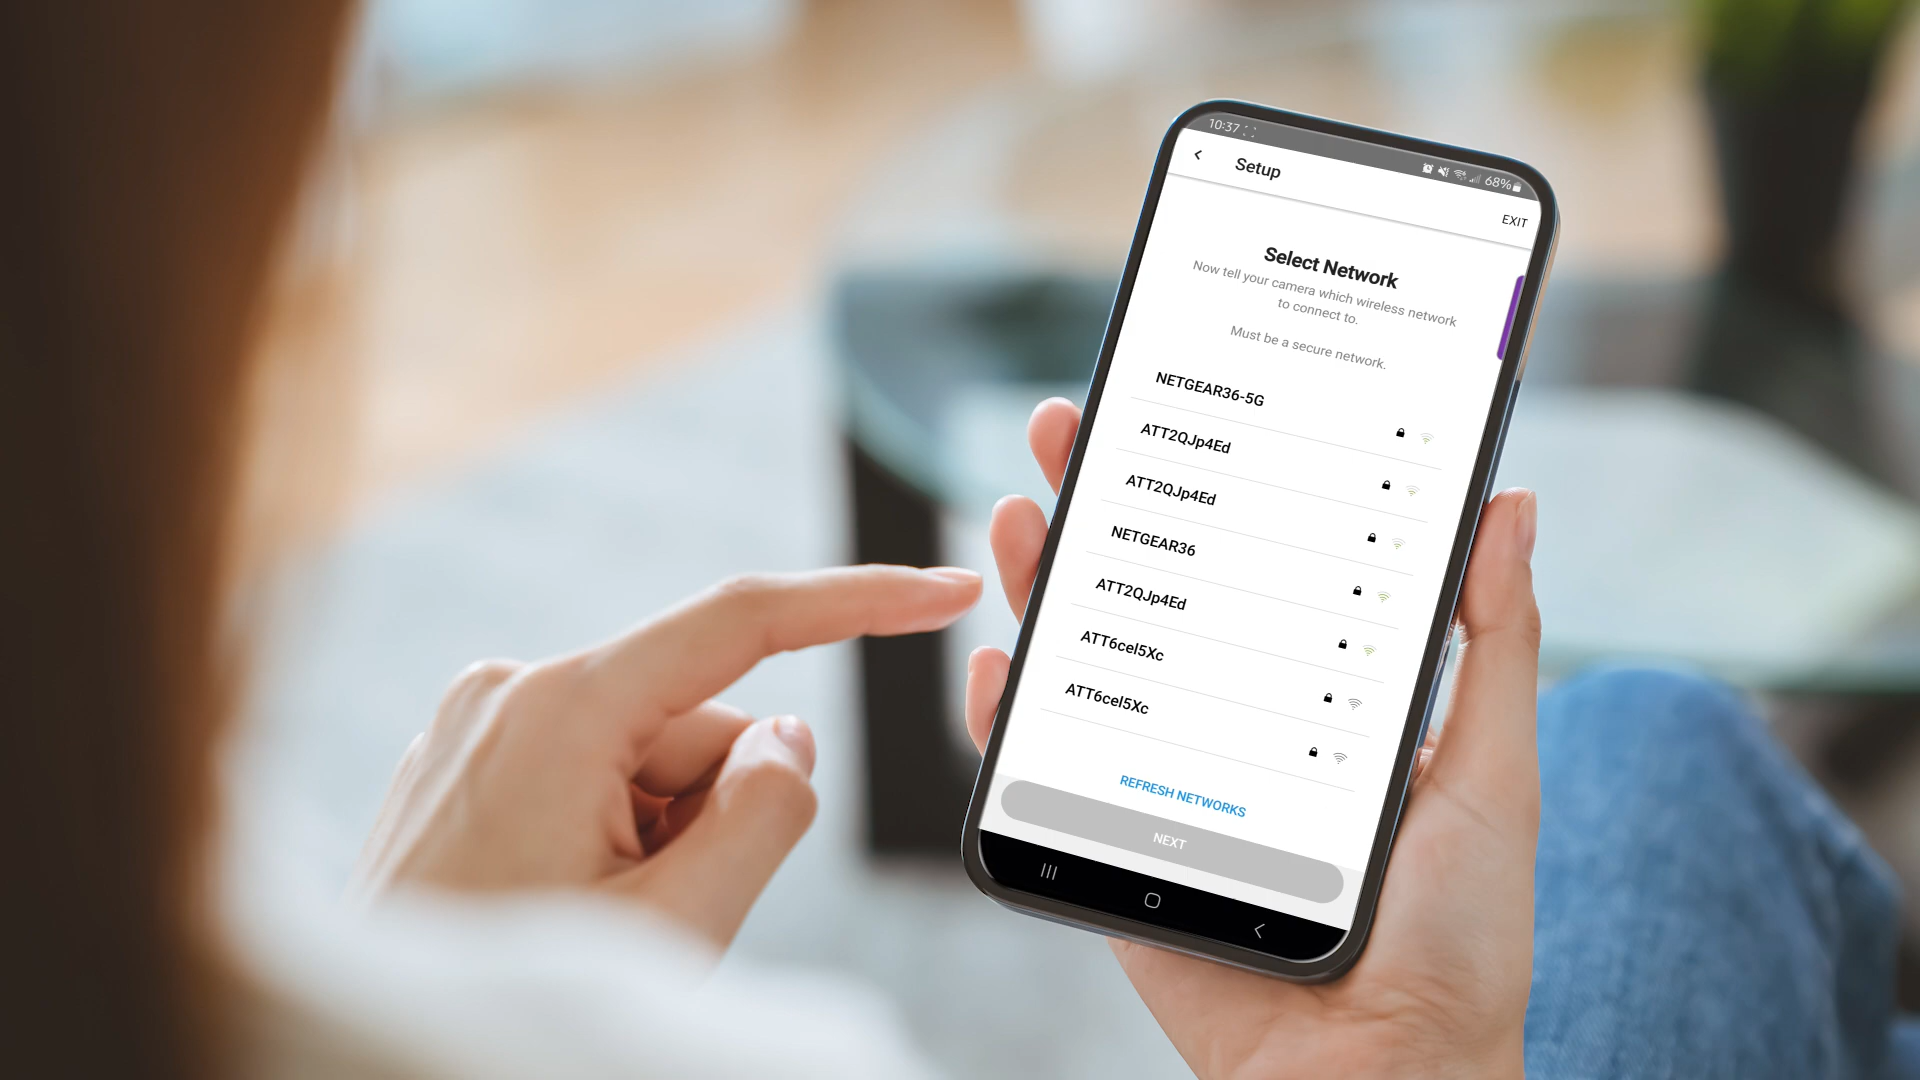 10:37
68%
Setup
EXIT
Select Network
Now tell your camera which wireless network
to connect to.
Must be a secure network.
NETGEAR36-5G
ATT2QJp4Ed
ATT2QJp4Ed
NETGEAR36
ATT2QJp4Ed
ATT6cel5Xc
ATT6cel5Xc
REFRESH NETWORKS
NEXT